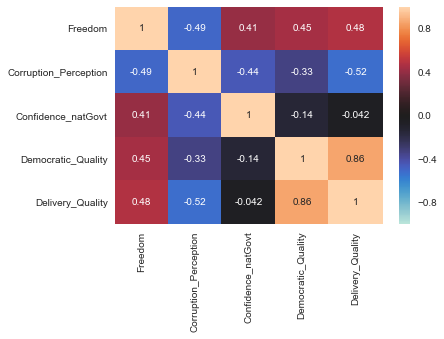 Freedom 1 -0.49 0.41 0.45 0.48
Corruption_Perception -0.49 1 -0.44 -0.33 -0.52
Confidence_natGovt 0.41 -0.44 1 -0.14 -0.042
Democratic_Quality 0.45 -0.33 -0.14 1 0.86
Delivery_Quality 0.48 -0.52 -0.042 0.86 1
Freedom
Corruption_Perception
Confidence_natGovt
Democratic_Quality
Delivery_Quality
0.8
0.4
0.0
−0.4
−0.8